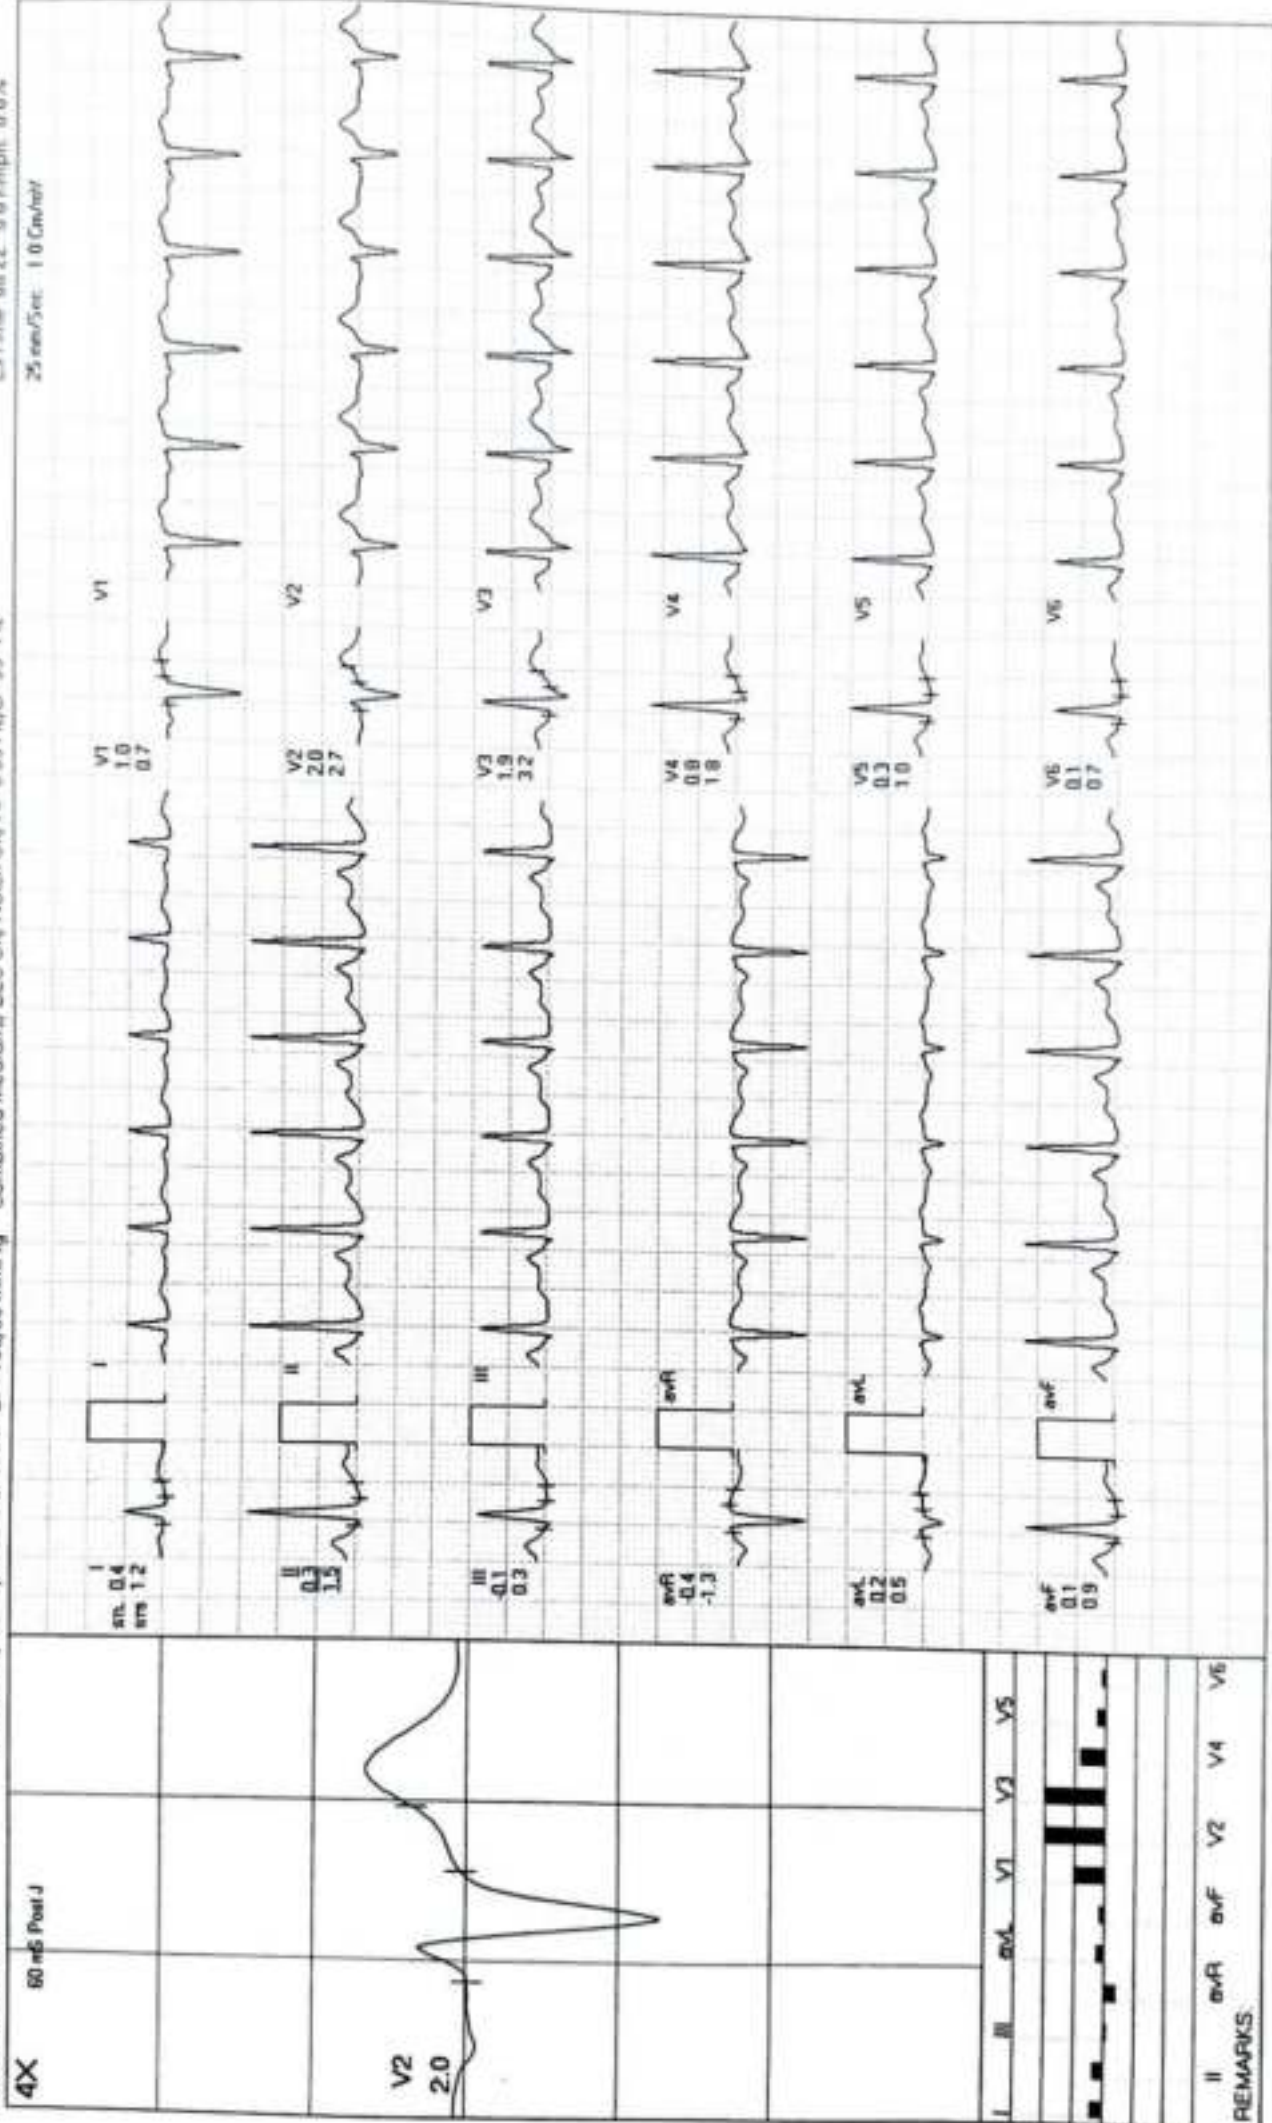 25 mm/Sec. 1.0 Cm/mV
4X
60 mS Post J
V2
2.0
I
STL 0.4
STS 1.2
I
V1
1.0
0.7
V1
II
0.3
1.5
II
V2
2.0
2.7
V2
III
-0.1
0.3
III
V3
1.9
3.2
V3
avR
-0.4
-1.3
avR
V4
0.8
1.8
V4
avL
0.2
0.5
avL
V5
0.3
1.0
V5
avF
0.1
0.9
avF
V6
0.1
0.7
V6
I III avL V1 V3 V5
II avR avF V2 V4 V6
REMARKS: